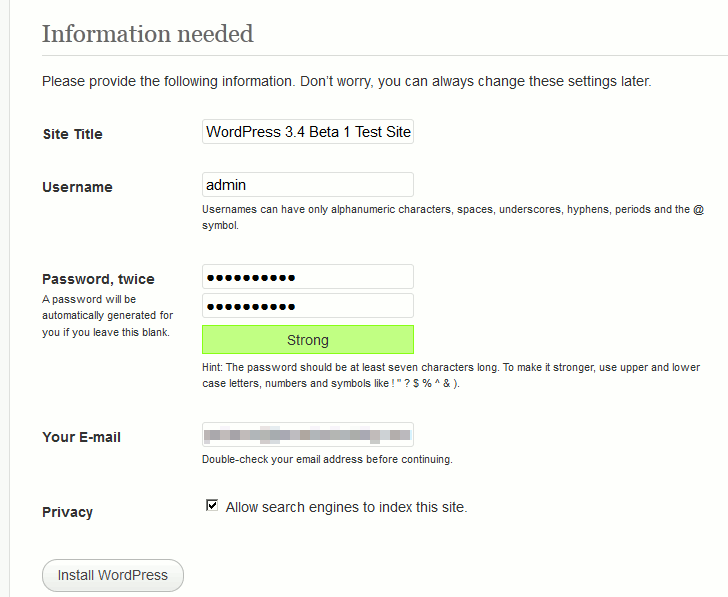 Information needed
Please provide the following information. Don't worry, you can always change these settings later.
Site Title
WordPress 3.4 Beta 1 Test Site
Username
admin
Usernames can have only alphanumeric characters, spaces, underscores, hyphens, periods and the @
symbol.
Password, twice
A password will be
automatically generated for
you if you leave this blank.
••••••••••
••••••••••
Strong
Hint: The password should be at least seven characters long. To make it stronger, use upper and lower
case letters, numbers and symbols like ! " ? $ % ^ & ).
Your E-mail
Double-check your email address before continuing.
Privacy
Allow search engines to index this site.
Install WordPress